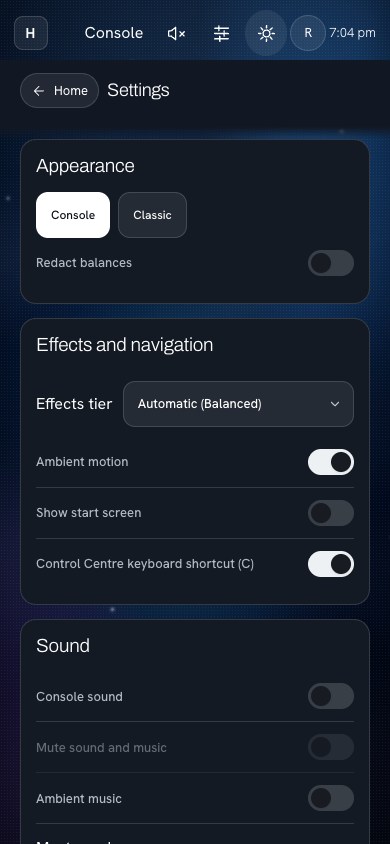 H
Console
R
7:04 pm
Home
Settings
Appearance
Console
Classic
Redact balances
Effects and navigation
Effects tier
Automatic (Balanced)
Ambient motion
Show start screen
Control Centre keyboard shortcut (C)
Sound
Console sound
Mute sound and music
Ambient music